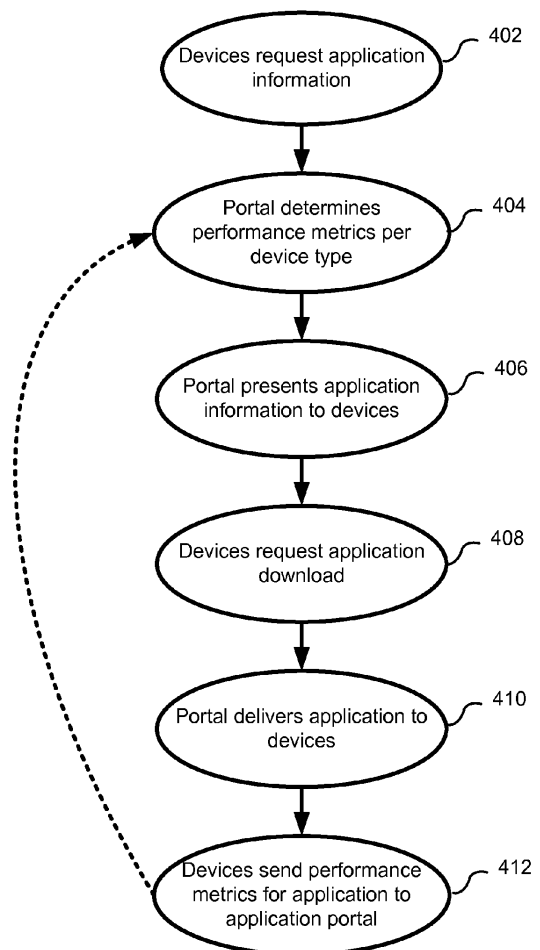 402
Devices request application
information
404
Portal determines
performance metrics per
device type
406
Portal presents application
information to devices
408
Devices request application
download
410
Portal delivers application to
devices
412
Devices send performance
metrics for application to
application portal